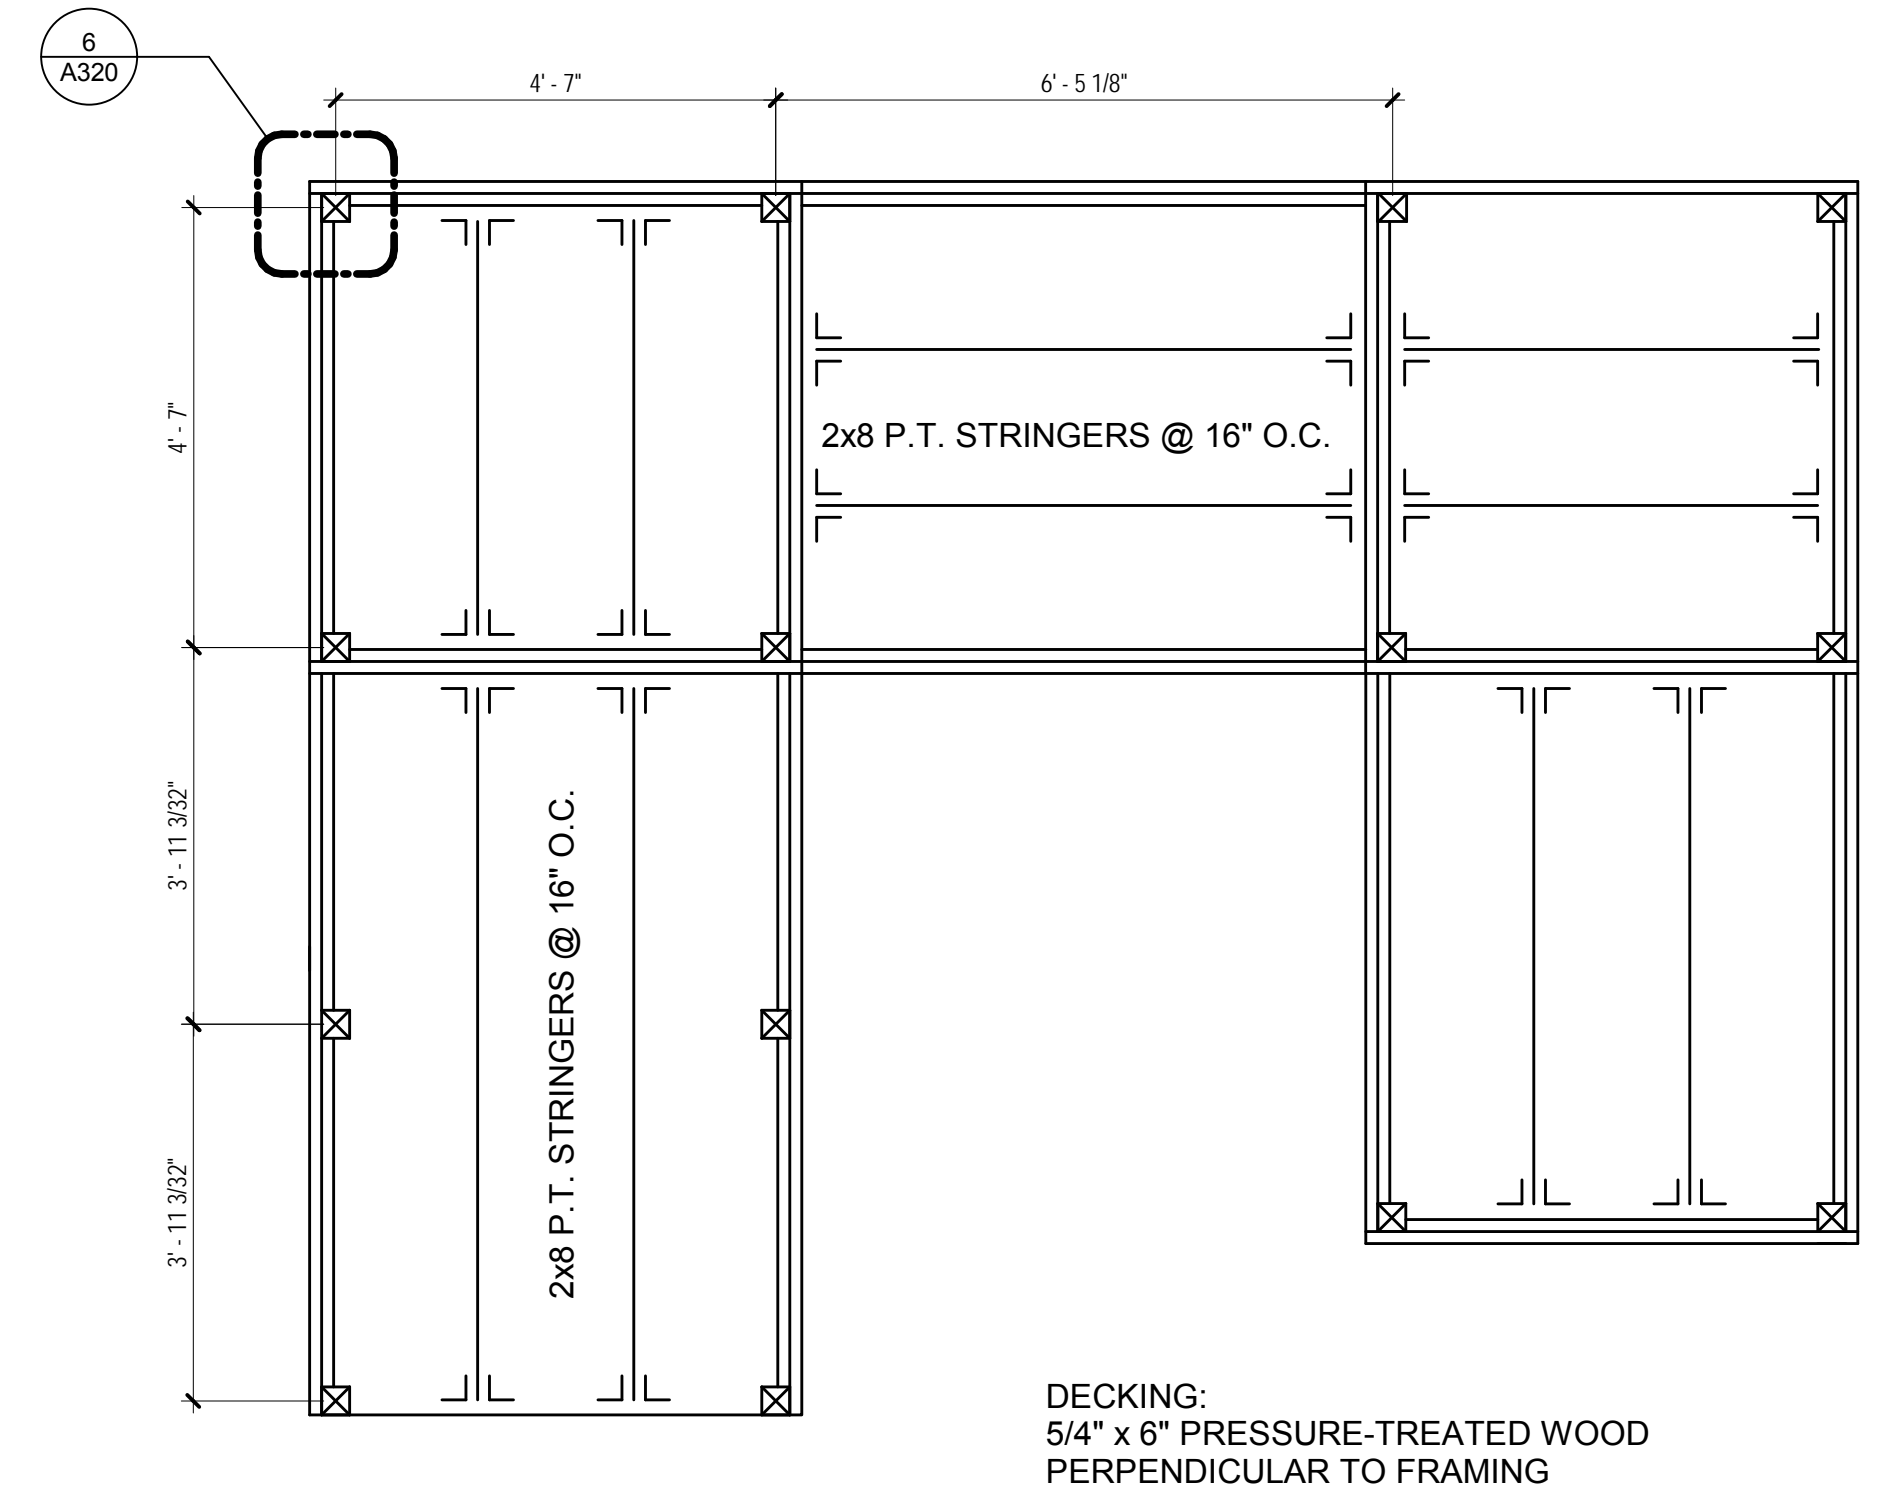 6
A320
4' - 7"
6' - 5 1/8"
4' - 7"
2x8 P.T. STRINGERS @ 16" O.C.
3' - 11 3/32"
2x8 P.T. STRINGERS @ 16" O.C.
3' - 11 3/32"
DECKING:
5/4" x 6" PRESSURE-TREATED WOOD
PERPENDICULAR TO FRAMING